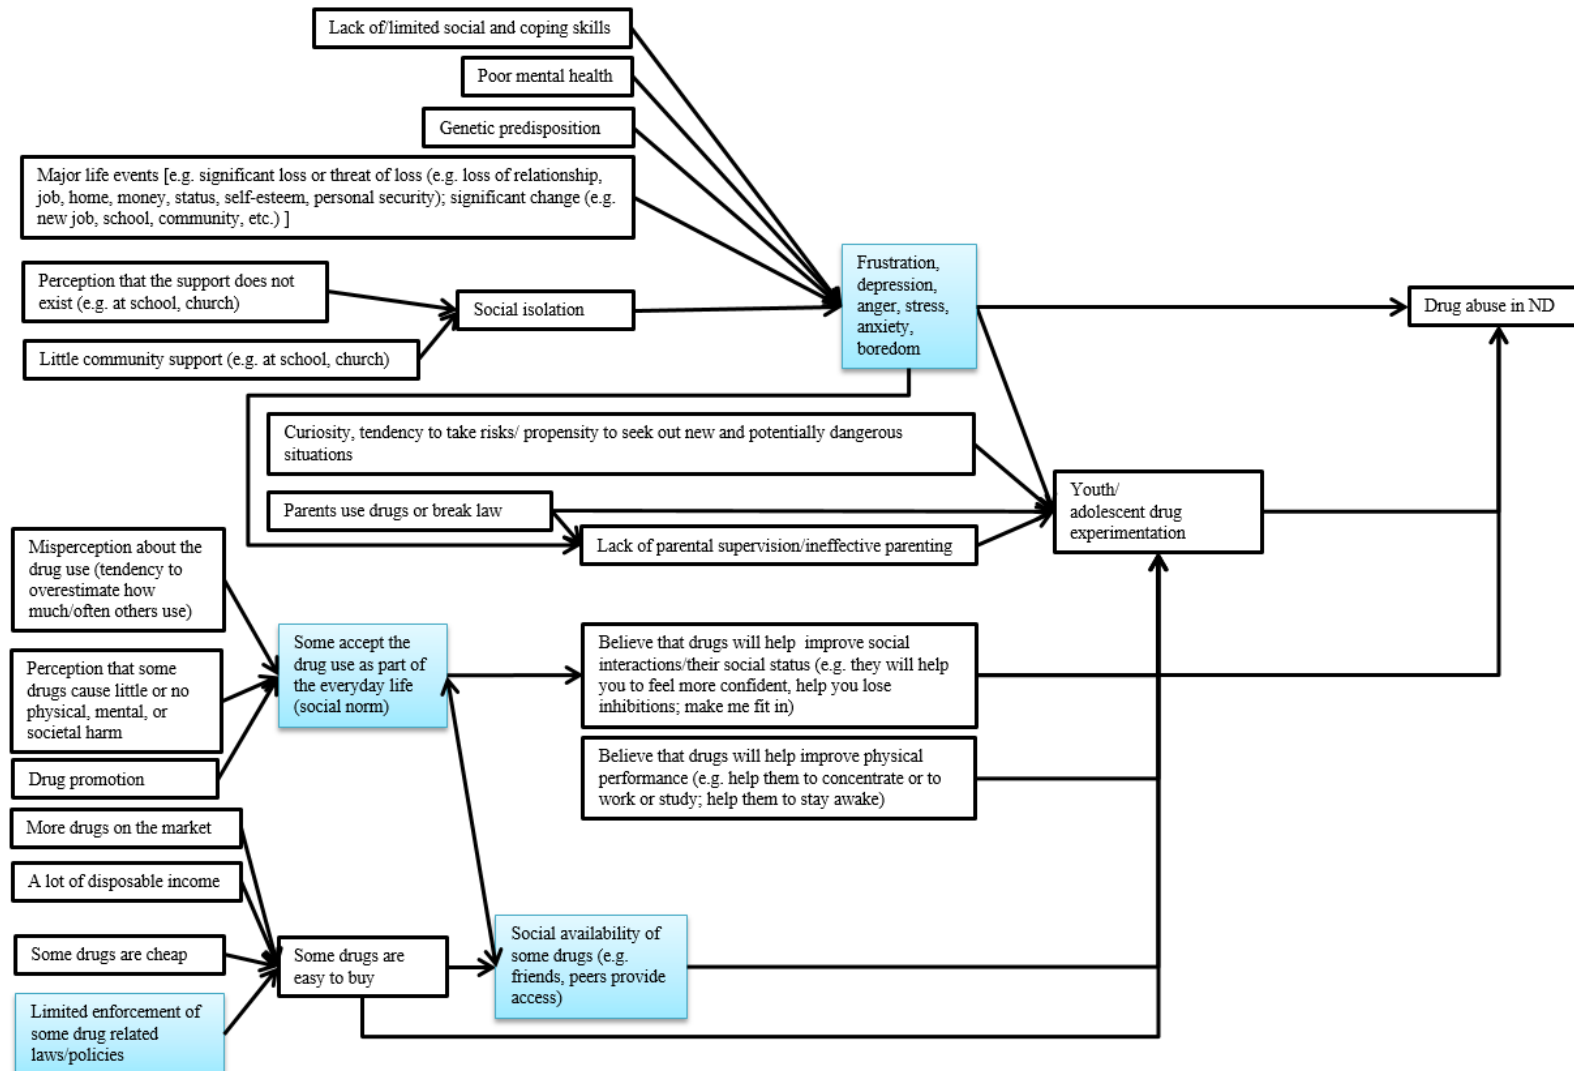 Lack of/limited social and coping skills
Poor mental health
Genetic predisposition
Major life events [e.g. significant loss or threat of loss (e.g. loss of relationship,
job, home, money, status, self-esteem, personal security); significant change (e.g.
new job, school, community, etc.) ]
Perception that the support does not
exist (e.g. at school, church)
Social isolation
Little community support (e.g. at school, church)
Frustration,
depression,
anger, stress,
anxiety,
boredom
Drug abuse in ND
Curiosity, tendency to take risks/ propensity to seek out new and potentially dangerous
situations
Parents use drugs or break law
Lack of parental supervision/ineffective parenting
Youth/
adolescent drug
experimentation
Misperception about the
drug use (tendency to
overestimate how
much/often others use)
Perception that some
drugs cause little or no
physical, mental, or
societal harm
Drug promotion
Some accept the
drug use as part of
the everyday life
(social norm)
Believe that drugs will help improve social
interactions/their social status (e.g. they will help
you to feel more confident, help you lose
inhibitions; make me fit in)
Believe that drugs will help improve physical
performance (e.g. help them to concentrate or to
work or study; help them to stay awake)
More drugs on the market
A lot of disposable income
Some drugs are cheap
Limited enforcement of
some drug related
laws/policies
Some drugs are
easy to buy
Social availability of
some drugs (e.g.
friends, peers provide
access)